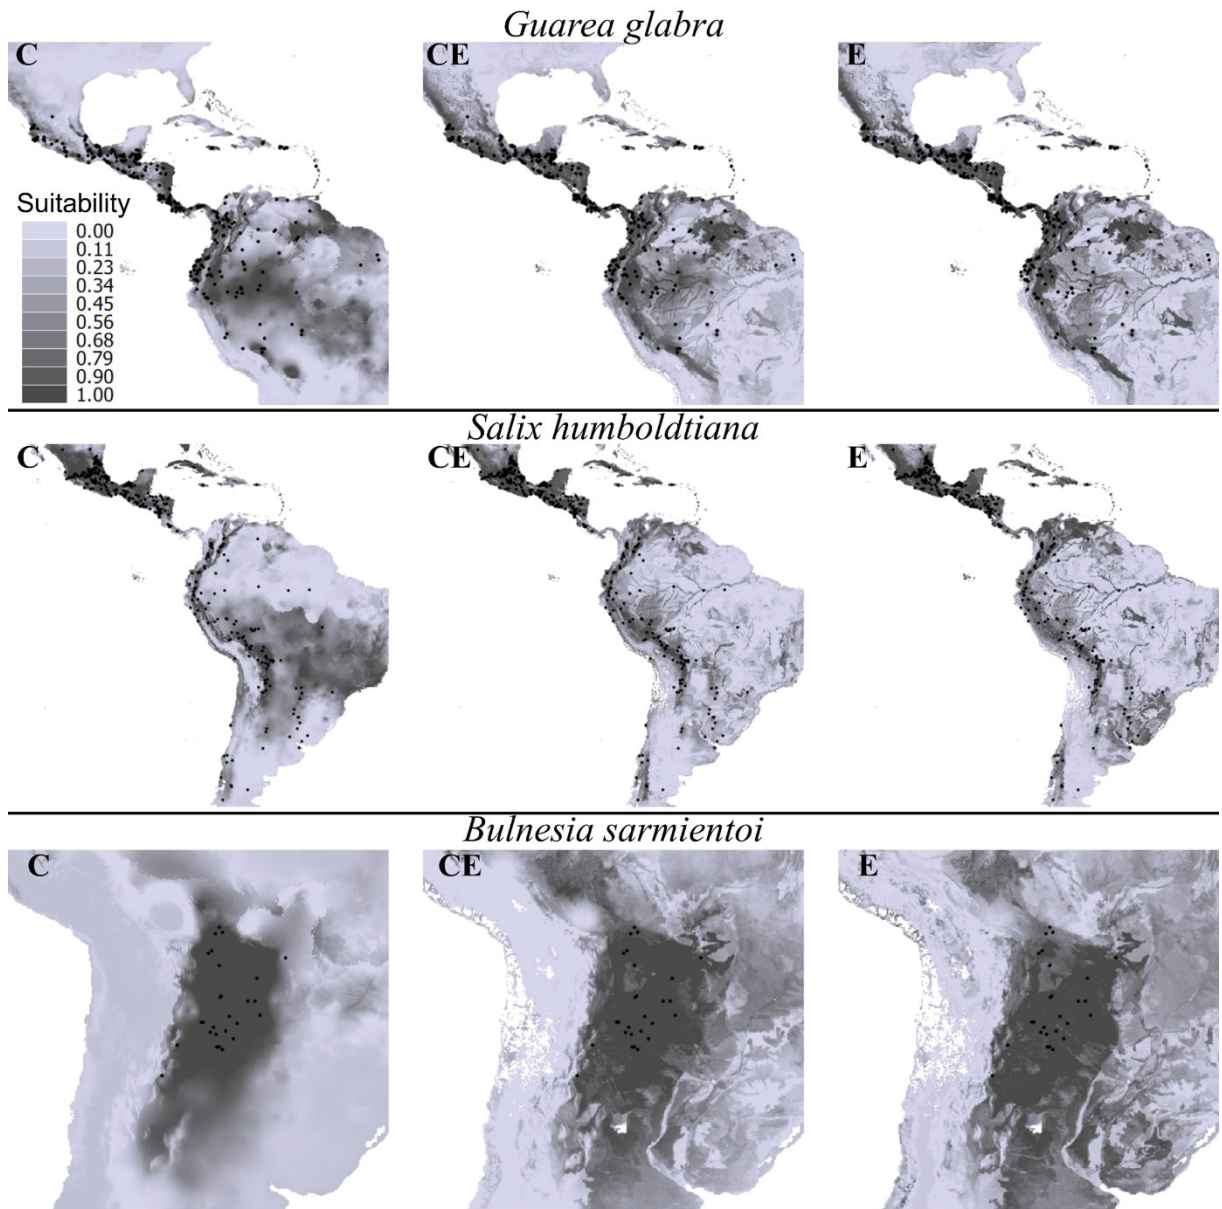 Guarea glabra
C
CE
E
Suitability
0.00
0.11
0.23
0.34
0.45
0.56
0.68
0.79
0.90
1.00
Salix humboldtiana
C
CE
E
Bulnesia sarmientoi
C
CE
E